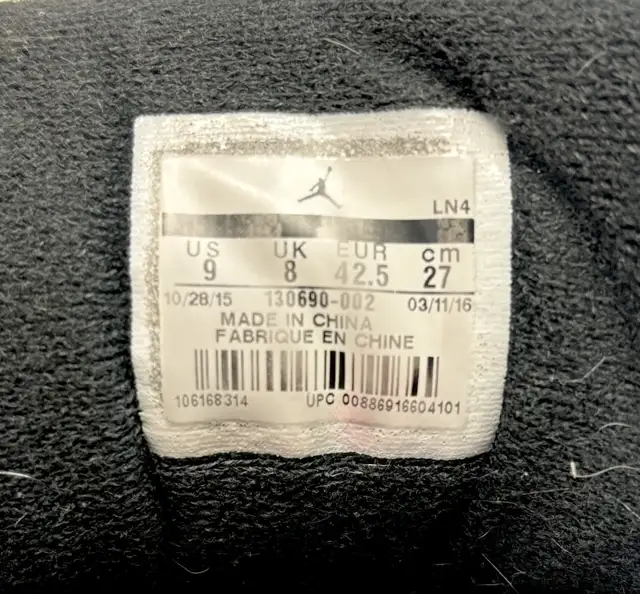 LN4
US UK EUR cm
9 8 42.5 27
10/28/15 130690-002 03/11/16
MADE IN CHINA
FABRIQUE EN CHINE
106168314 UPC 00886916604101